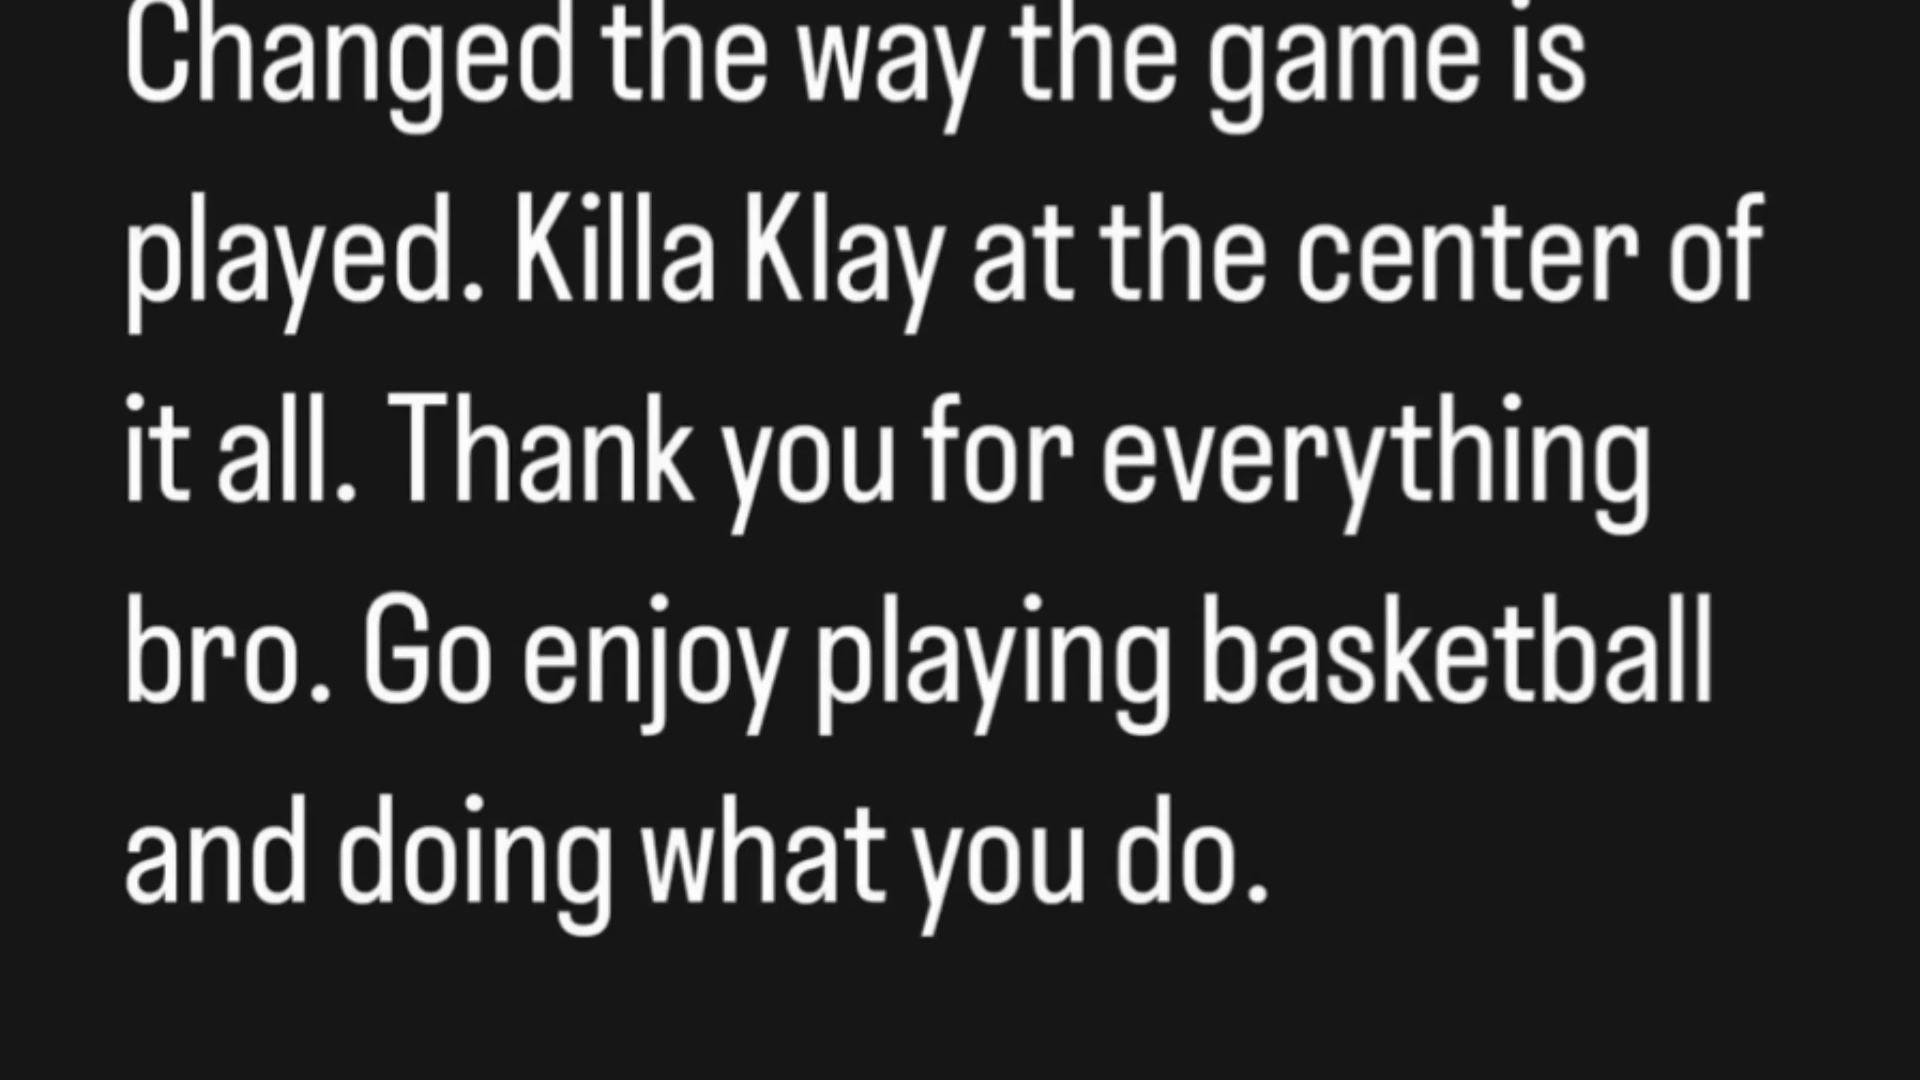 Changed the way the game is
played. Killa Klay at the center of
it all. Thank you for everything
bro. Go enjoy playing basketball
and doing what you do.